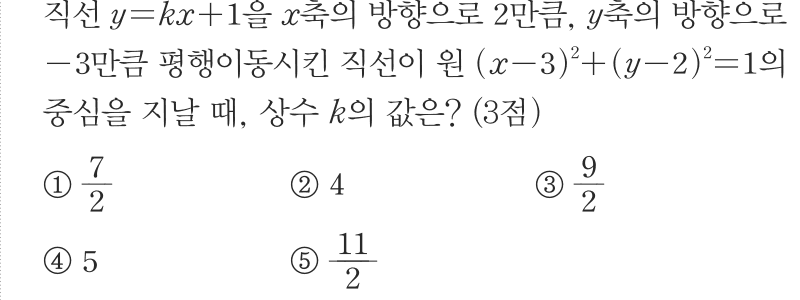 직선 y=kx+1을 x축의 방향으로 2만큼, y축의 방향으로
-3만큼 평행이동시킨 직선이 원 (x-3)²+(y-2)²=1의
중심을 지날 때, 상수 k의 값은? (3점)
① 7/2 ② 4 ③ 9/2
④ 5 ⑤ 11/2